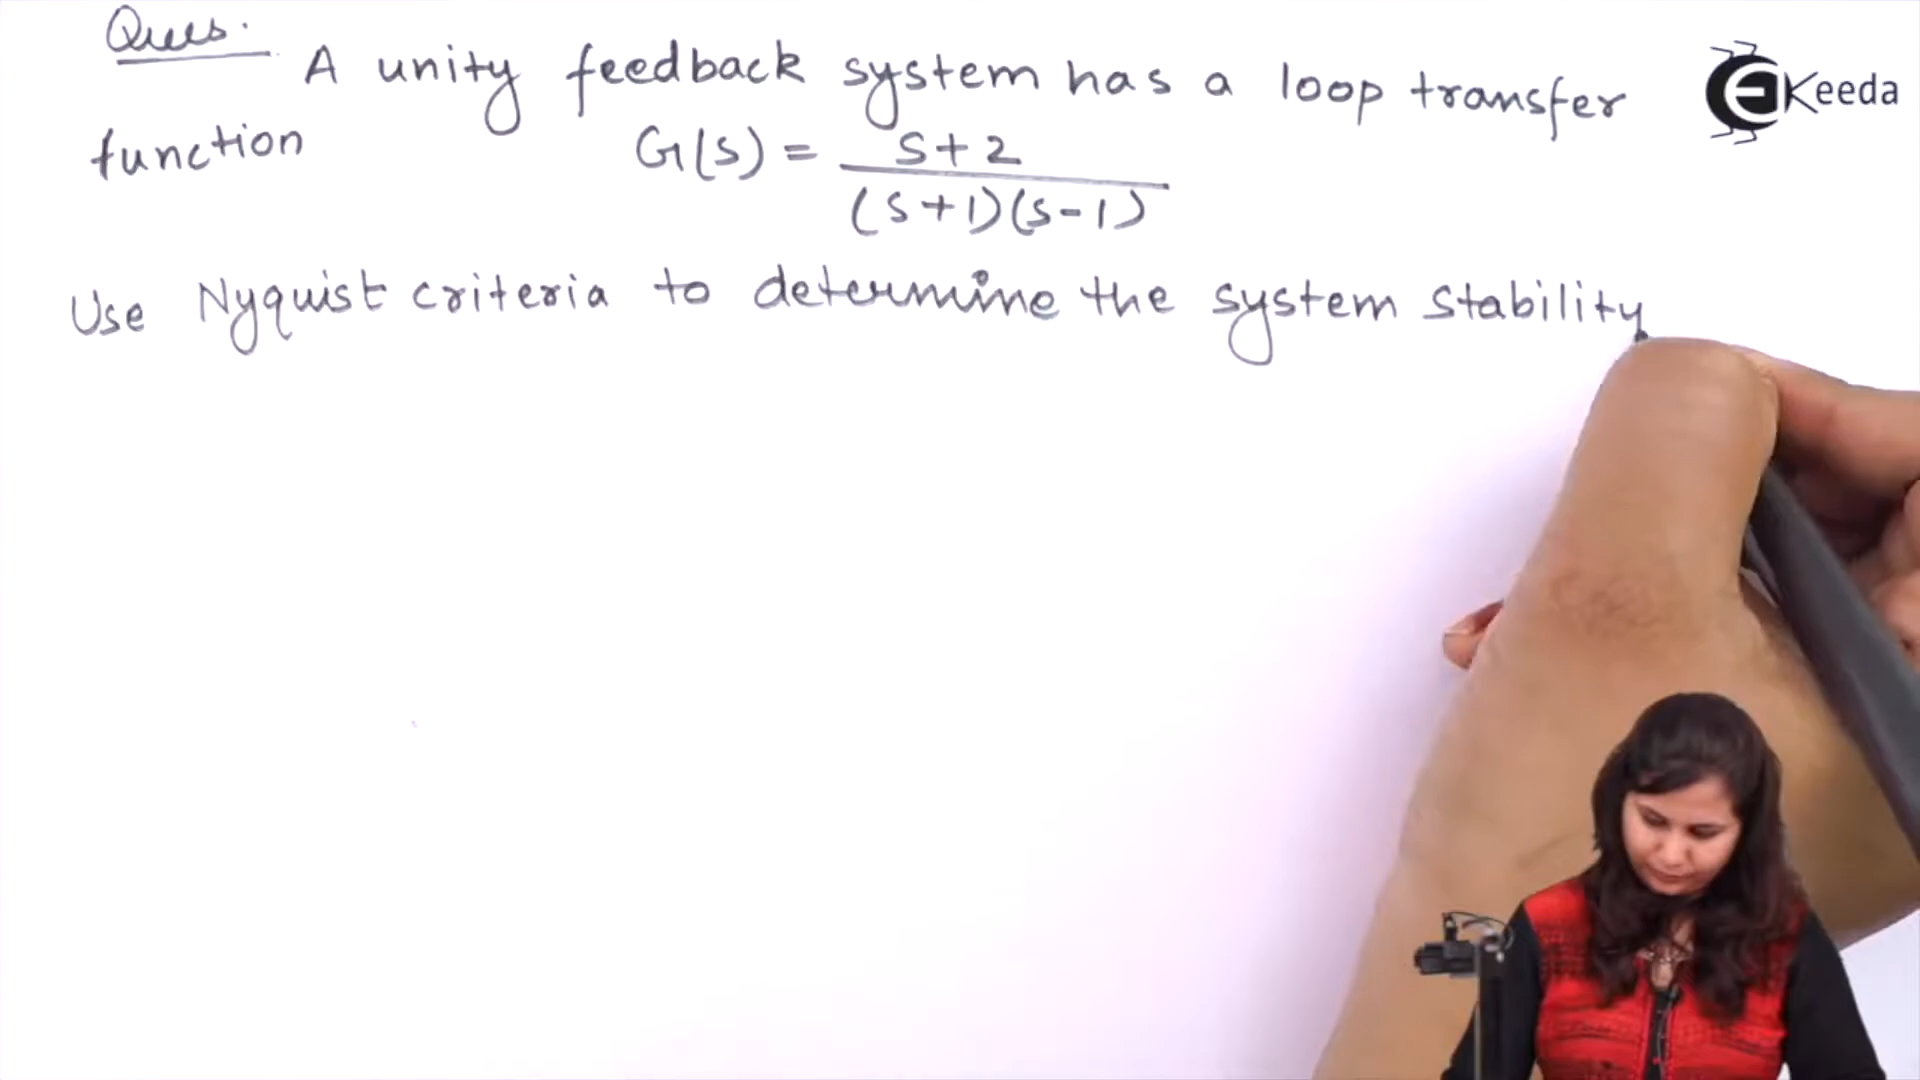 Ques.
A unity feedback system has a loop transfer
Keeda
function G(s) = s+2 / (s+1)(s-1)
Use Nyquist criteria to determine the system stability